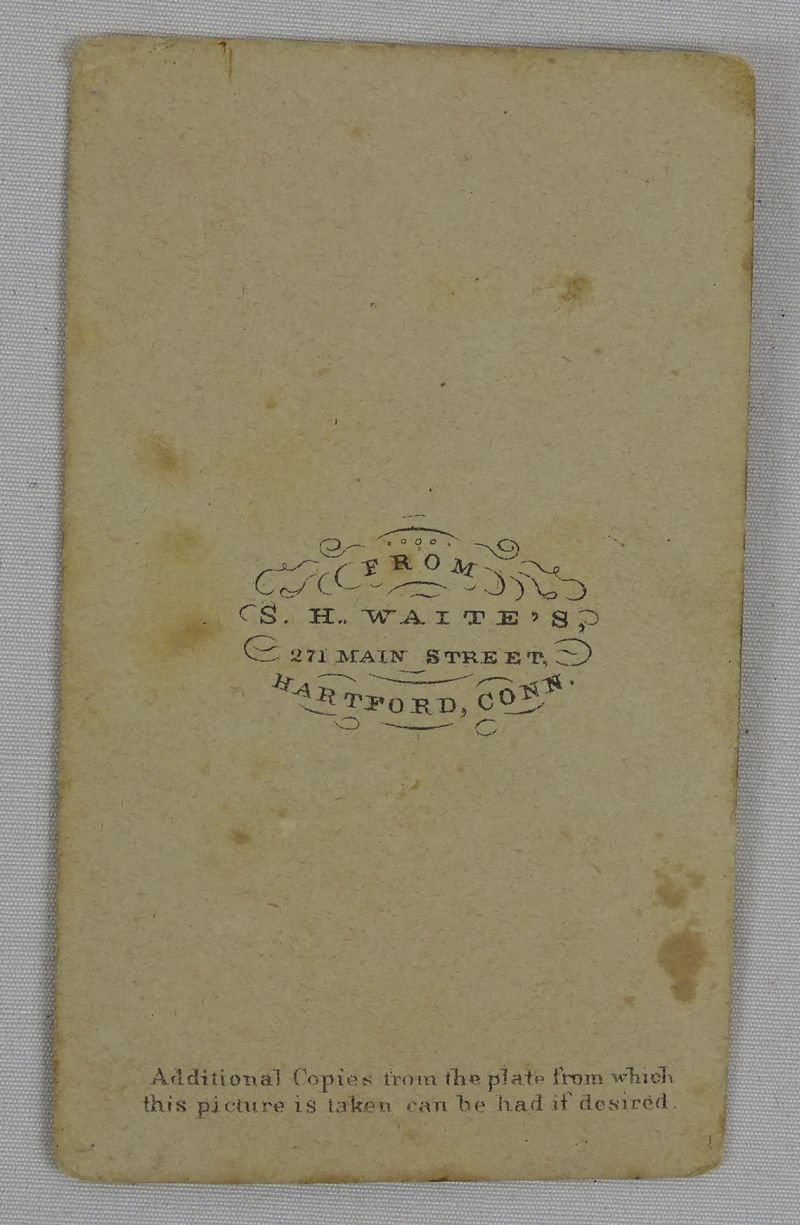 FROM
S. H. WAITE'S,
271 MAIN STREET,
HARTFORD, CONN.
Additional Copies from the plate from which
this picture is taken can be had if desired.